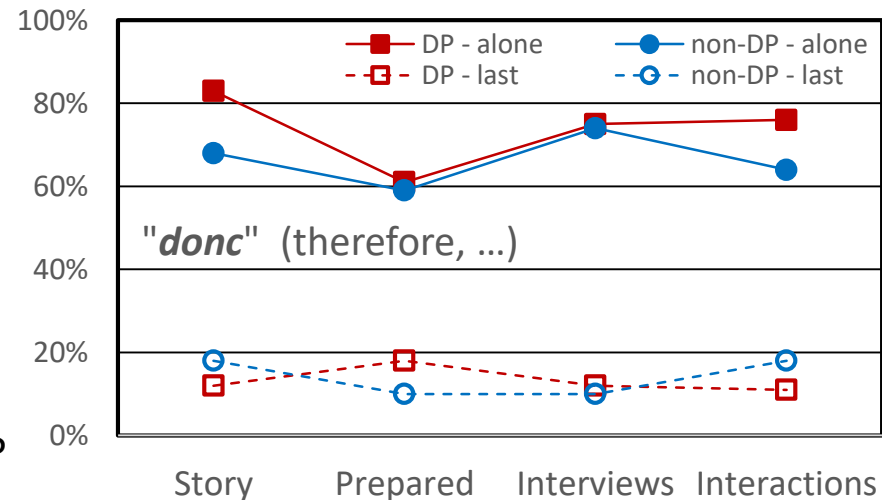 100%
DP - alone non-DP - alone
DP - last non-DP - last
80%
60%
"donc" (therefore, ...)
40%
20%
0%
Story Prepared Interviews Interactions